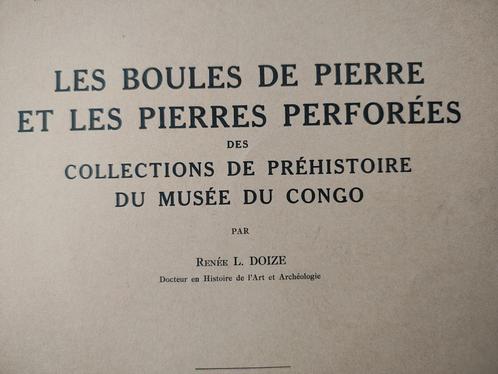 LES BOULES DE PIERRE
ET LES PIERRES PERFORÉES
DES
COLLECTIONS DE PRÉHISTOIRE
DU MUSÉE DU CONGO
PAR
RENÉE L. DOIZE
Docteur en Histoire de l'Art et Archéologie